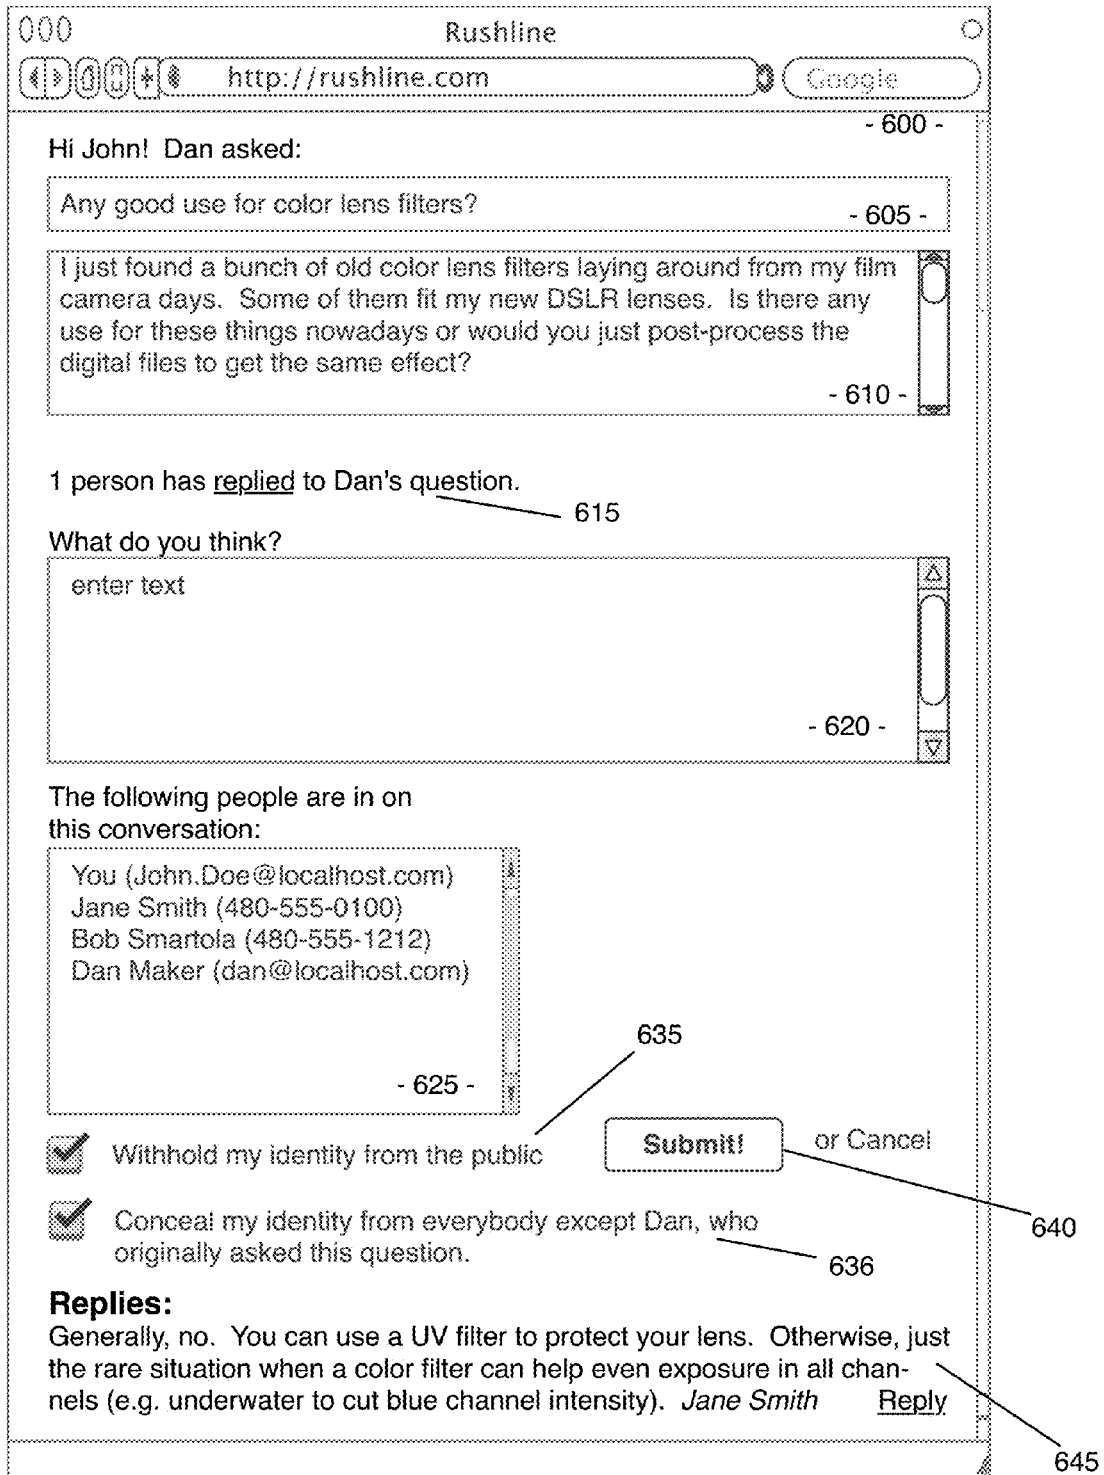 000 Rushline
http://rushline.com Google
- 600 -
Hi John! Dan asked:
Any good use for color lens filters?
- 605 -
I just found a bunch of old color lens filters laying around from my film
camera days. Some of them fit my new DSLR lenses. Is there any
use for these things nowadays or would you just post-process the
digital files to get the same effect?
- 610 -
1 person has replied to Dan's question.
615
What do you think?
enter text
- 620 -
The following people are in on
this conversation:
You (John.Doe@localhost.com)
Jane Smith (480-555-0100)
Bob Smartola (480-555-1212)
Dan Maker (dan@localhost.com)
- 625 -
635
Withhold my identity from the public
Submit! or Cancel
640
Conceal my identity from everybody except Dan, who
originally asked this question.
636
Replies:
Generally, no. You can use a UV filter to protect your lens. Otherwise, just
the rare situation when a color filter can help even exposure in all chan-
nels (e.g. underwater to cut blue channel intensity). Jane Smith Reply
645